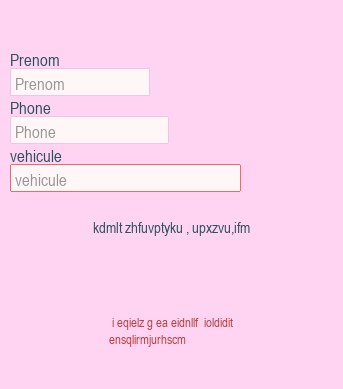 Prenom
Prenom
Phone
Phone
vehicule
vehicule
kdmlt zhfuvptyku , upxzvu,ifm
i eqielz g ea eidnllf ioldidit
ensqlirmjurhscm